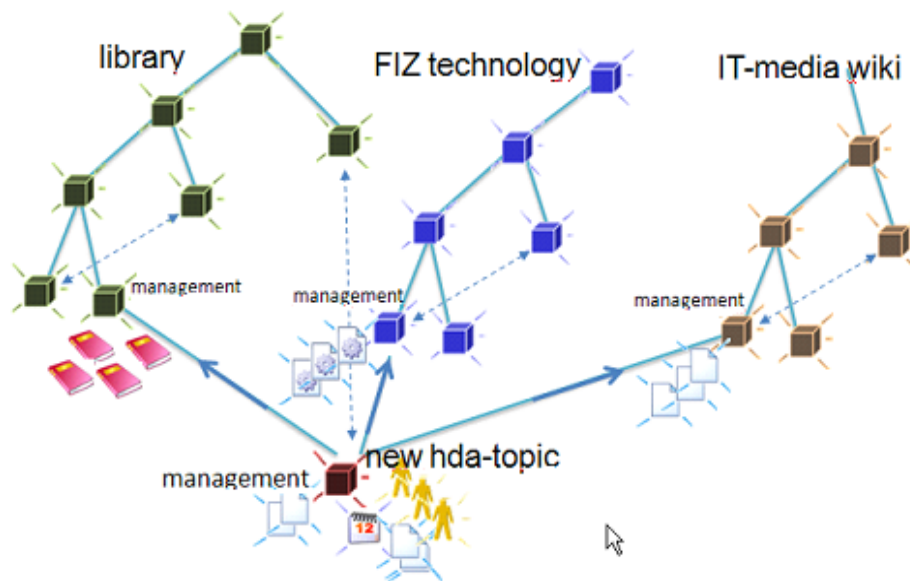 library
FIZ technology
IT-media wiki
management
management
management
new hda-topic
management
12